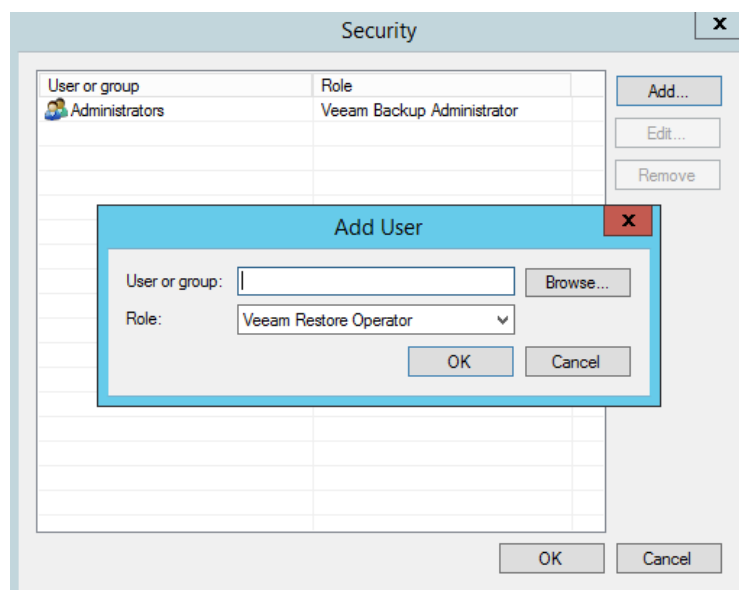 Security
x
User or group Role
Administrators Veeam Backup Administrator
Add...
Edit...
Remove
Add User
x
User or group: Browse...
Role: Veeam Restore Operator
OK Cancel
OK Cancel